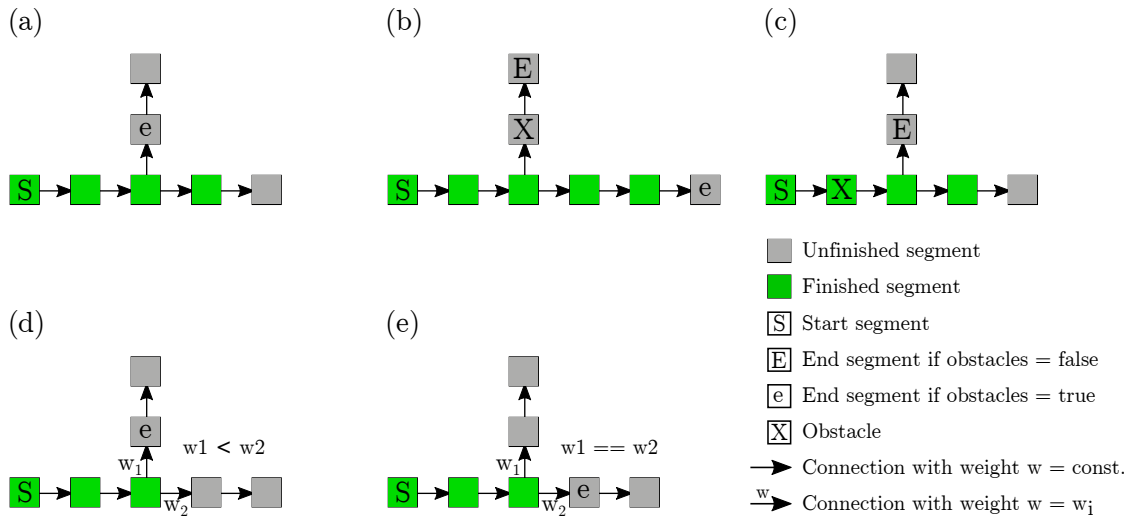 (a)
(b)
(c)
E
e
X
E
S
S
e
S
X
Unfinished segment
Finished segment
(d)
(e)
S Start segment
E End segment if obstacles = false
e End segment if obstacles = true
X Obstacle
e
w1 < w2
w1 == w2
w₁
w₁
Connection with weight w = const.
S
w₂
S
w₂
e
w Connection with weight w = wᵢ